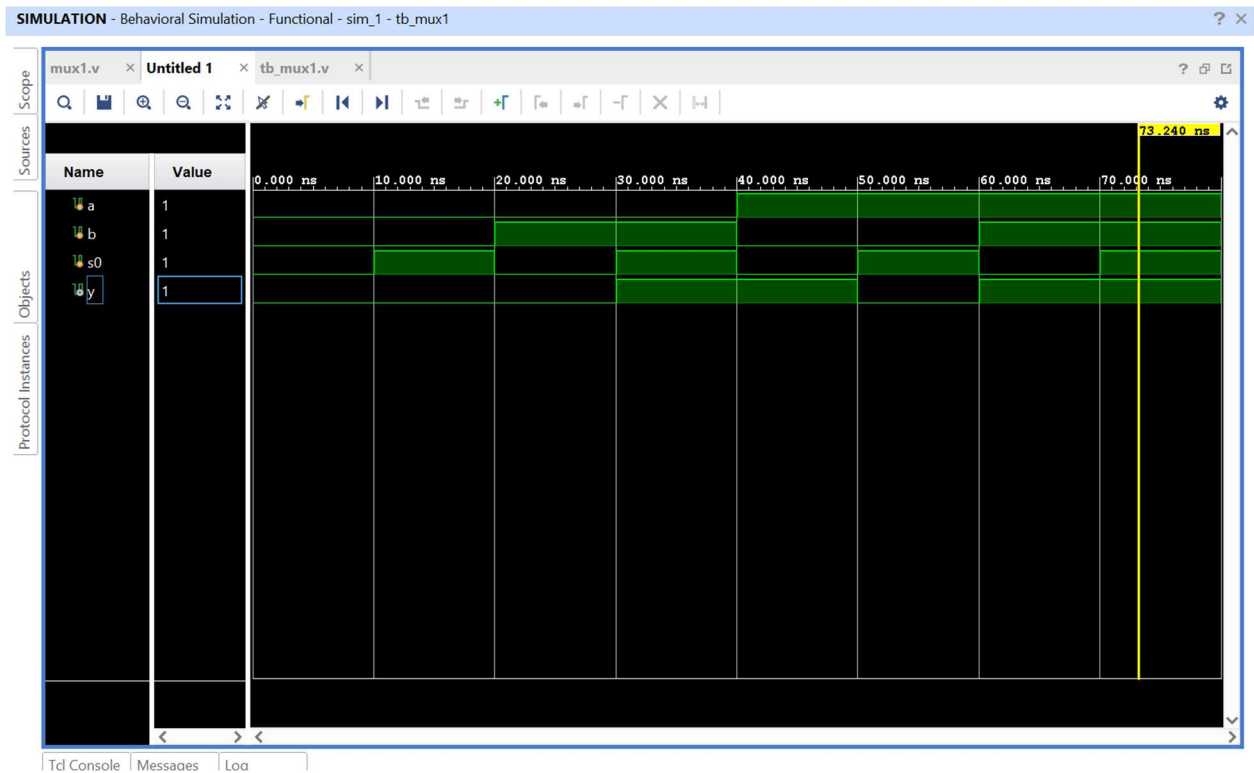 SIMULATION - Behavioral Simulation - Functional - sim_1 - tb_mux1
? ×
Scope
Sources
Objects
Protocol Instances
mux1.v × Untitled 1 × tb_mux1.v ×
?
73.240 ns
Name Value
0.000 ns 10.000 ns 20.000 ns 30.000 ns 40.000 ns 50.000 ns 60.000 ns 70.000 ns
a 1
b 1
s0 1
y 1
Tcl Console Messages Log